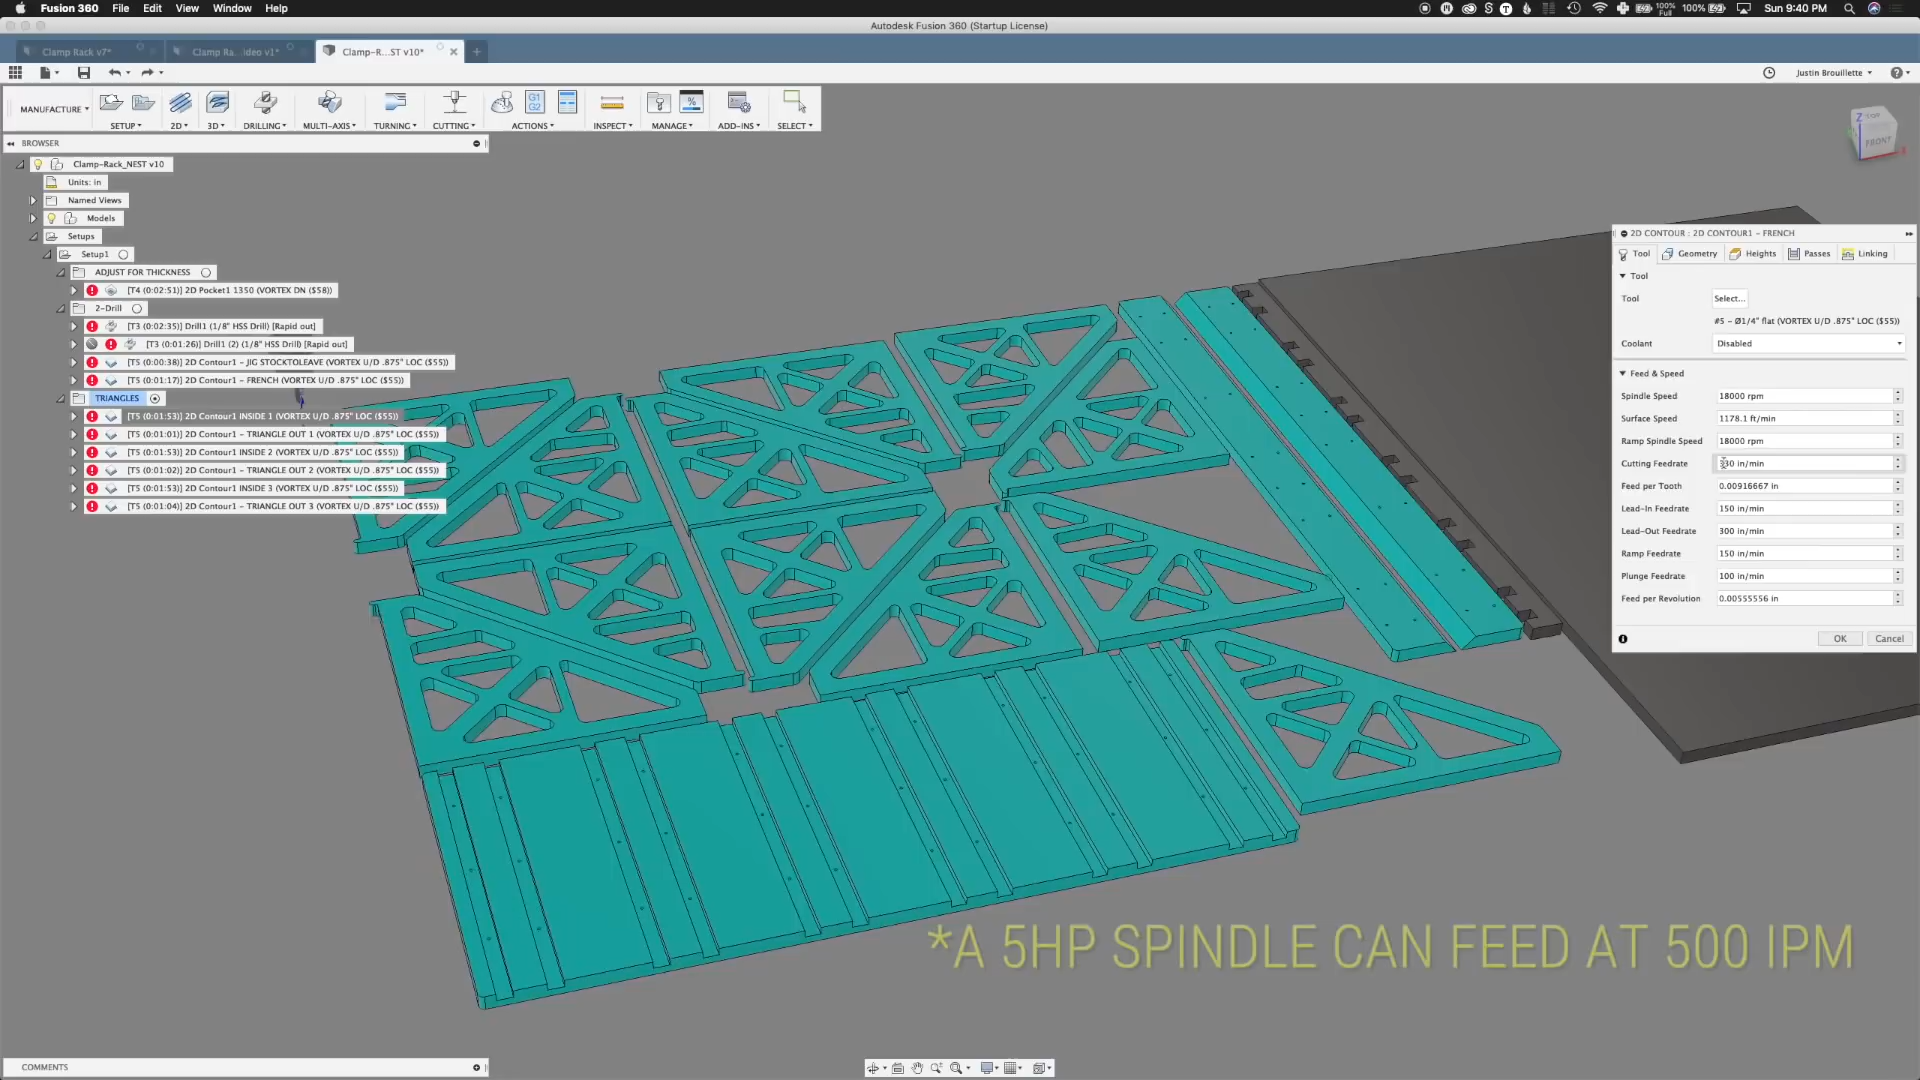 Fusion 360 File Edit View Window Help
100% Full 100% Sun 9:40 PM
Autodesk Fusion 360 (Startup License)
Clamp Rack v7*
Clamp-R...ST v10*
Justin Brouillette
MANUFACTURE
SETUP 2D 3D DRILLING MULTI-AXIS TURNING CUTTING ACTIONS INSPECT MANAGE ADD-INS SELECT
G1
G2
BROWSER
TOP
FRONT
Z
Clamp-Rack_NEST v10
Units: in
Named Views
Models
Setups
Setup1
ADJUST FOR THICKNESS
[T4 (0:02:51)] 2D Pocket1 1350 (VORTEX DN ($58))
2-Drill
[T3 (0:02:35)] Drill1 (1/8" HSS Drill) [Rapid out]
[T3 (0:01:26)] Drill1 (2) (1/8" HSS Drill) [Rapid out]
[T5 (0:00:38)] 2D Contour1 - JIG STOCKTOLEAVE (VORTEX U/D .875" LOC ($55))
[T5 (0:01:17)] 2D Contour1 - FRENCH (VORTEX U/D .875" LOC ($55))
TRIANGLES
[T5 (0:01:53)] 2D Contour1 INSIDE 1 (VORTEX U/D .875" LOC ($55))
[T5 (0:01:01)] 2D Contour1 - TRIANGLE OUT 1 (VORTEX U/D .875" LOC ($55))
[T5 (0:01:53)] 2D Contour1 INSIDE 2 (VORTEX U/D .875" LOC ($55))
[T5 (0:01:02)] 2D Contour1 - TRIANGLE OUT 2 (VORTEX U/D .875" LOC ($55))
[T5 (0:01:53)] 2D Contour1 INSIDE 3 (VORTEX U/D .875" LOC ($55))
[T5 (0:01:04)] 2D Contour1 - TRIANGLE OUT 3 (VORTEX U/D .875" LOC ($55))
2D CONTOUR : 2D CONTOUR1 - FRENCH
Tool Geometry Heights Passes Linking
Tool
Tool Select...
#5 - Ø1/4" flat (VORTEX U/D .875" LOC ($55))
Coolant Disabled
Feed & Speed
Spindle Speed 18000 rpm
Surface Speed 1178.1 ft/min
Ramp Spindle Speed 18000 rpm
Cutting Feedrate 330 in/min
Feed per Tooth 0.00916667 in
Lead-In Feedrate 150 in/min
Lead-Out Feedrate 300 in/min
Ramp Feedrate 150 in/min
Plunge Feedrate 100 in/min
Feed per Revolution 0.00555556 in
OK Cancel
*A 5HP SPINDLE CAN FEED AT 500 IPM
COMMENTS